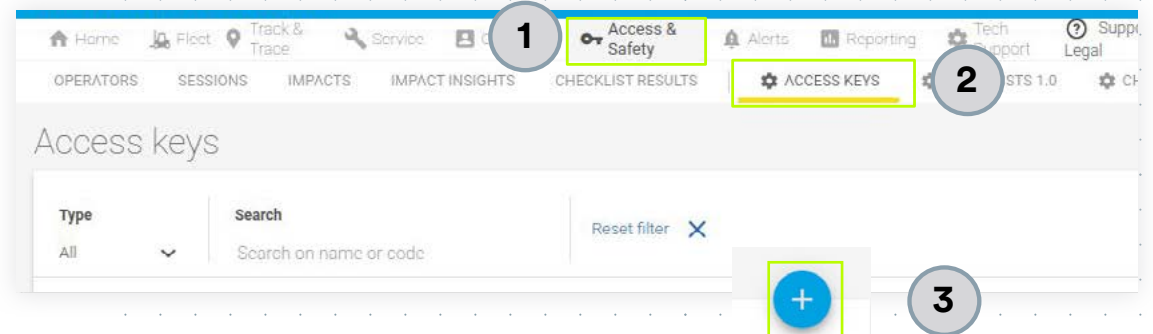 Home Fleet Track & Trace Service 1 Access & Safety Alerts Reporting Tech Support Suppo
Legal
OPERATORS SESSIONS IMPACTS IMPACT INSIGHTS CHECKLIST RESULTS ACCESS KEYS 2 STS 1.0 CH
Access keys
Type Search
Reset filter
All Search on name or code
3